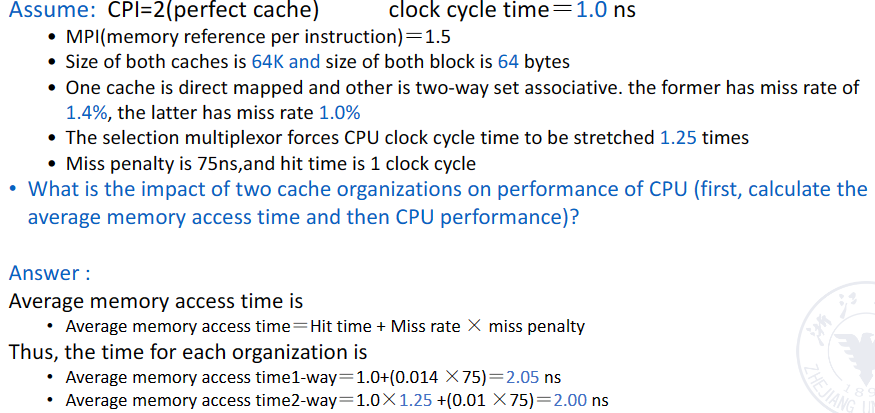 Assume: CPI=2(perfect cache) clock cycle time＝1.0 ns
• MPI(memory reference per instruction)＝1.5
• Size of both caches is 64K and size of both block is 64 bytes
• One cache is direct mapped and other is two-way set associative. the former has miss rate of
1.4%, the latter has miss rate 1.0%
• The selection multiplexor forces CPU clock cycle time to be stretched 1.25 times
• Miss penalty is 75ns,and hit time is 1 clock cycle
• What is the impact of two cache organizations on performance of CPU (first, calculate the
average memory access time and then CPU performance)?
Answer :
Average memory access time is
• Average memory access time＝Hit time + Miss rate × miss penalty
Thus, the time for each organization is
• Average memory access time1-way＝1.0+(0.014 ×75)＝2.05 ns
• Average memory access time2-way＝1.0×1.25 +(0.01 ×75)＝2.00 ns